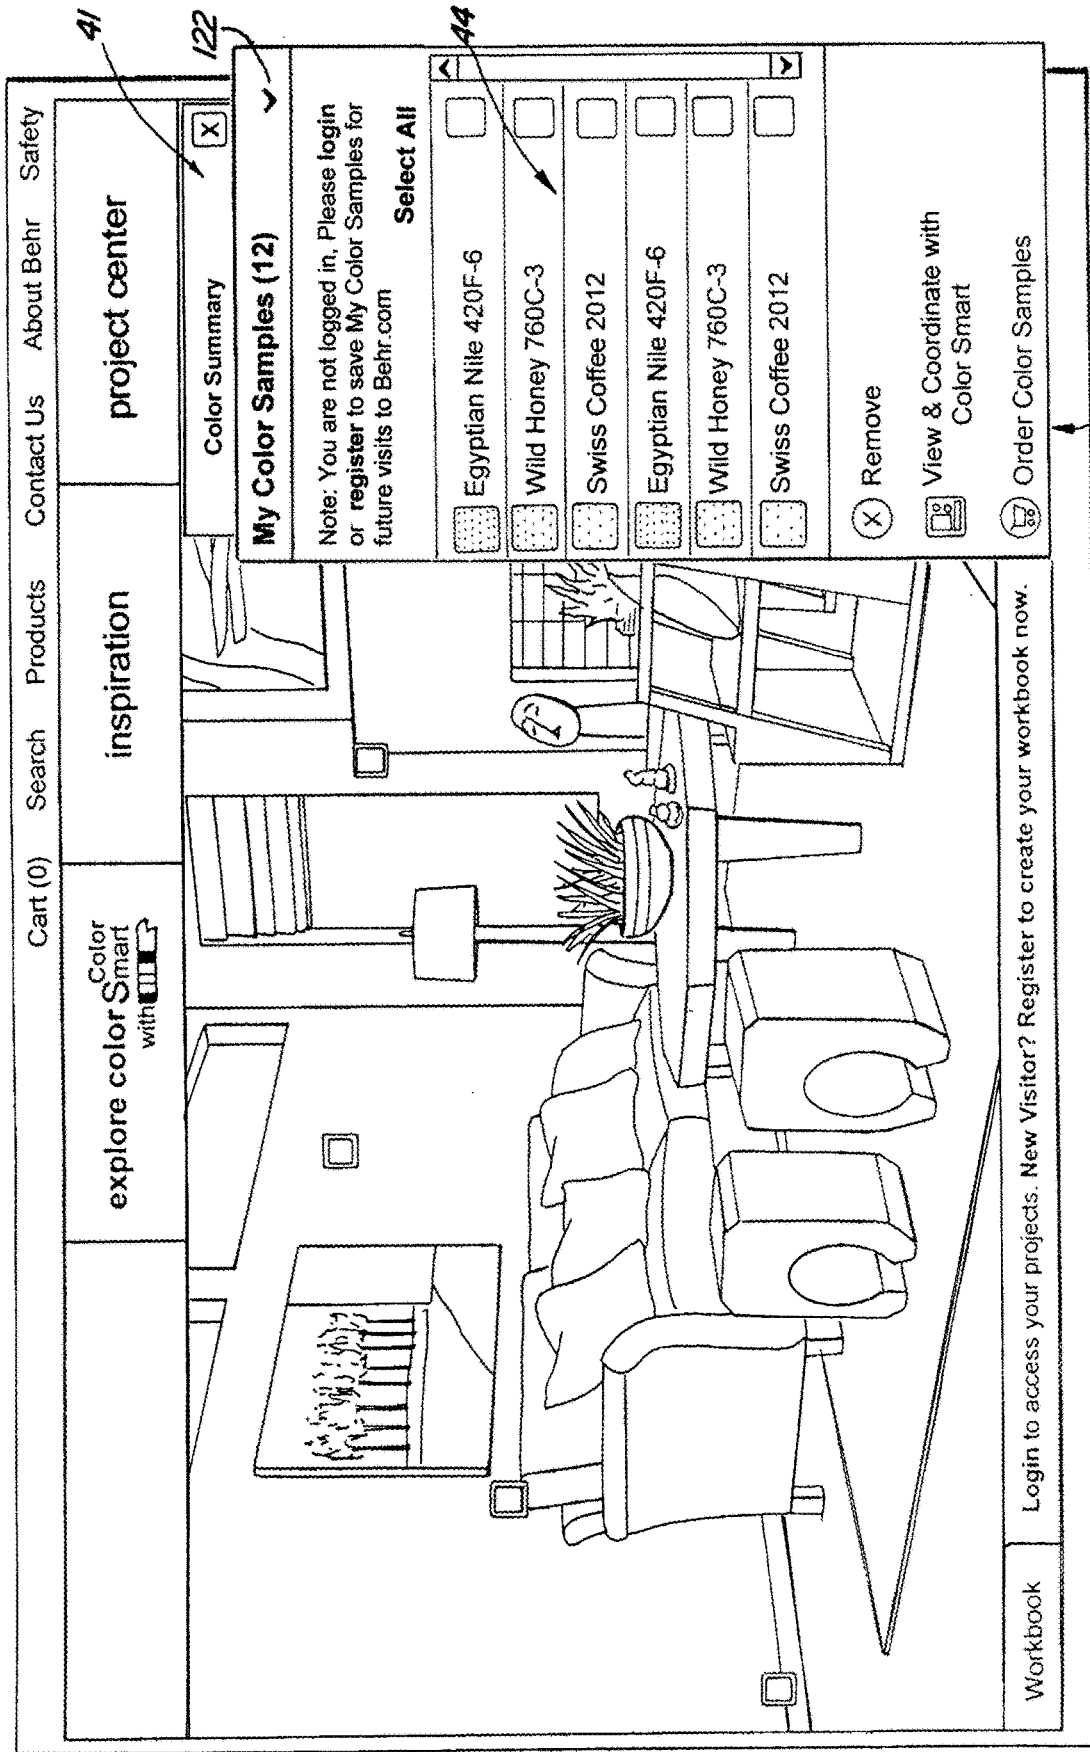 Cart (0) Search Products Contact Us About Behr Safety
explore color Color Smart
with
inspiration
project center
41
Color Summary X
122
My Color Samples (12)
Note: You are not logged in, Please login
or register to save My Color Samples for
future visits to Behr.com
Select All
44
Egyptian Nile 420F-6
Wild Honey 760C-3
Swiss Coffee 2012
Egyptian Nile 420F-6
Wild Honey 760C-3
Swiss Coffee 2012
X Remove
View & Coordinate with
Color Smart
Order Color Samples
Workbook Login to access your projects. New Visitor? Register to create your workbook now.